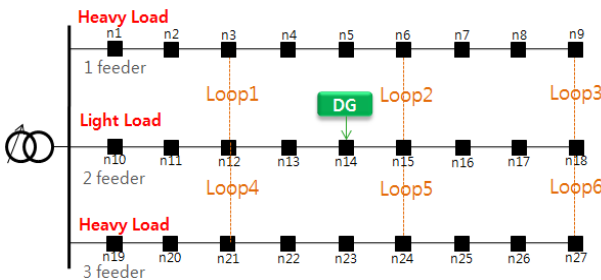 Heavy Load
n1 n2 n3 n4 n5 n6 n7 n8 n9
1 feeder
Loop1 Loop2 Loop3
DG
Light Load
n10 n11 n12 n13 n14 n15 n16 n17 n18
2 feeder
Loop4 Loop5 Loop6
Heavy Load
n19 n20 n21 n22 n23 n24 n25 n26 n27
3 feeder